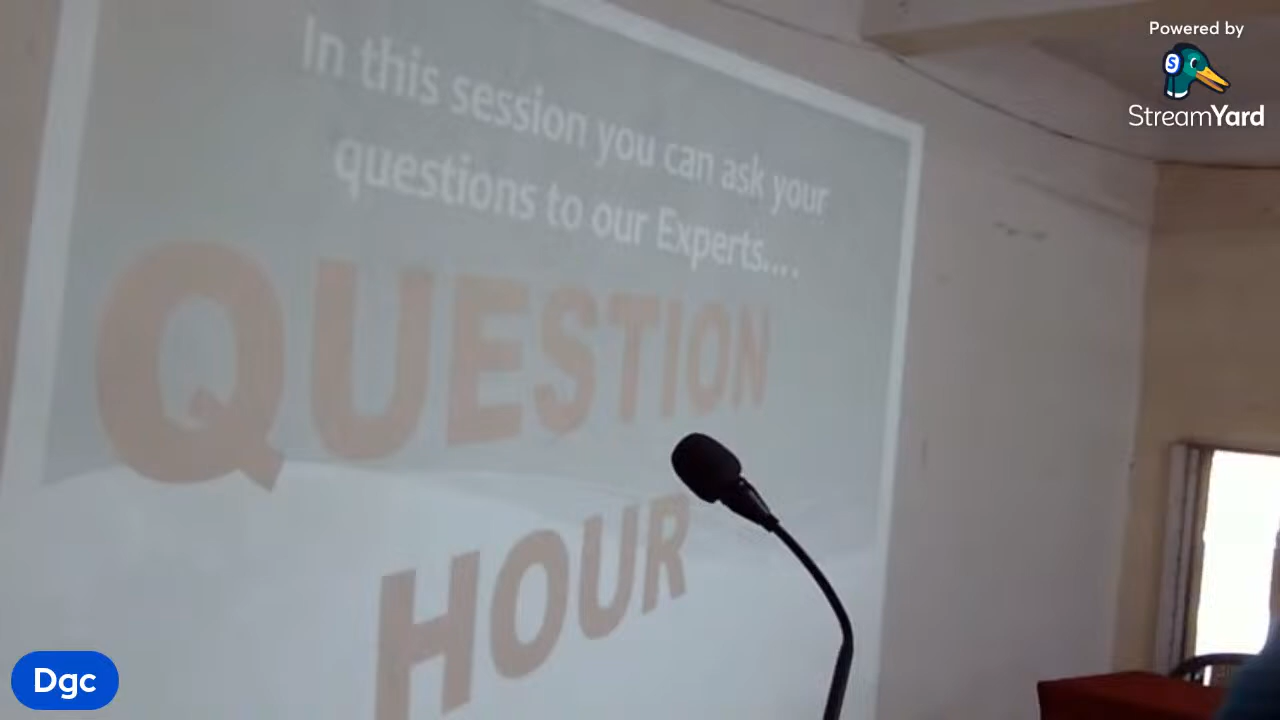 Powered by
StreamYard
In this session you can ask your
questions to our Experts....
QUESTION
HOUR
Dgc